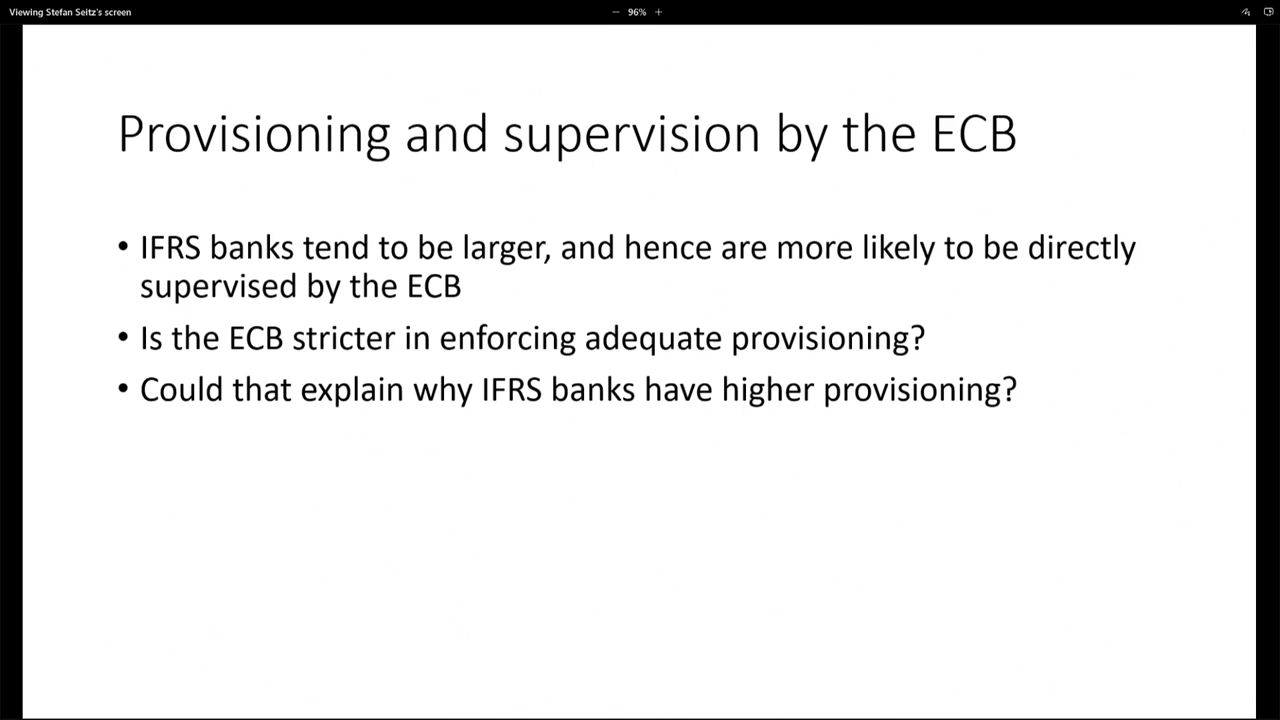 Viewing Stefan Seitz's screen
96%
Provisioning and supervision by the ECB
• IFRS banks tend to be larger, and hence are more likely to be directly
supervised by the ECB
• Is the ECB stricter in enforcing adequate provisioning?
• Could that explain why IFRS banks have higher provisioning?